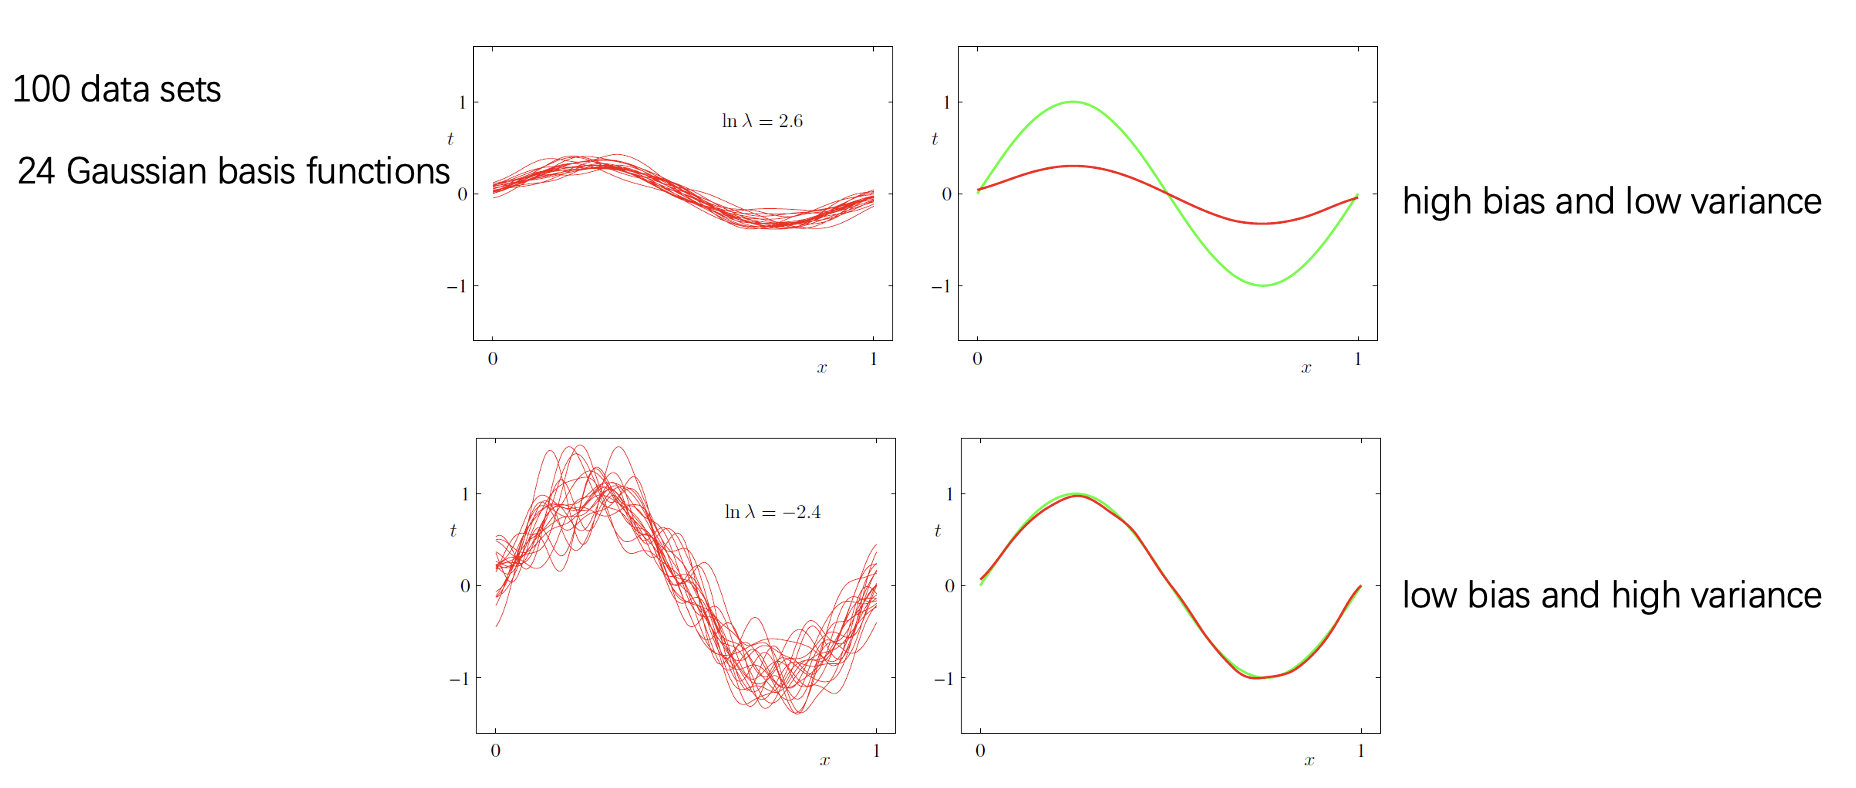 100 data sets
24 Gaussian basis functions
1
t
0
−1
ln λ = 2.6
0
x
1
1
t
0
−1
0
x
1
high bias and low variance
1
t
0
−1
ln λ = −2.4
0
x
1
1
t
0
−1
0
x
1
low bias and high variance